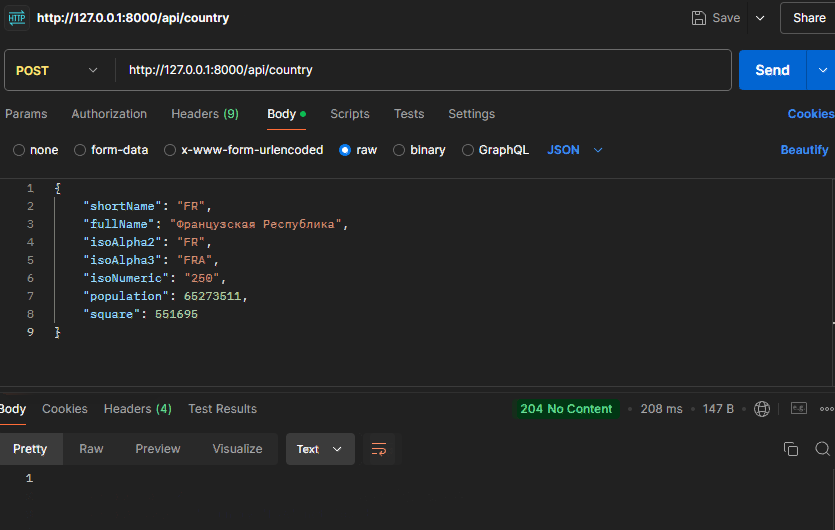 HTTP http://127.0.0.1:8000/api/country Save Share
POST http://127.0.0.1:8000/api/country Send
Params Authorization Headers (9) Body Scripts Tests Settings Cookies
none form-data x-www-form-urlencoded raw binary GraphQL JSON Beautify
1 {
2 "shortName": "FR",
3 "fullName": "Французская Республика",
4 "isoAlpha2": "FR",
5 "isoAlpha3": "FRA",
6 "isoNumeric": "250",
7 "population": 65273511,
8 "square": 551695
9 }
Body Cookies Headers (4) Test Results 204 No Content 208 ms 147 B
Pretty Raw Preview Visualize Text
1